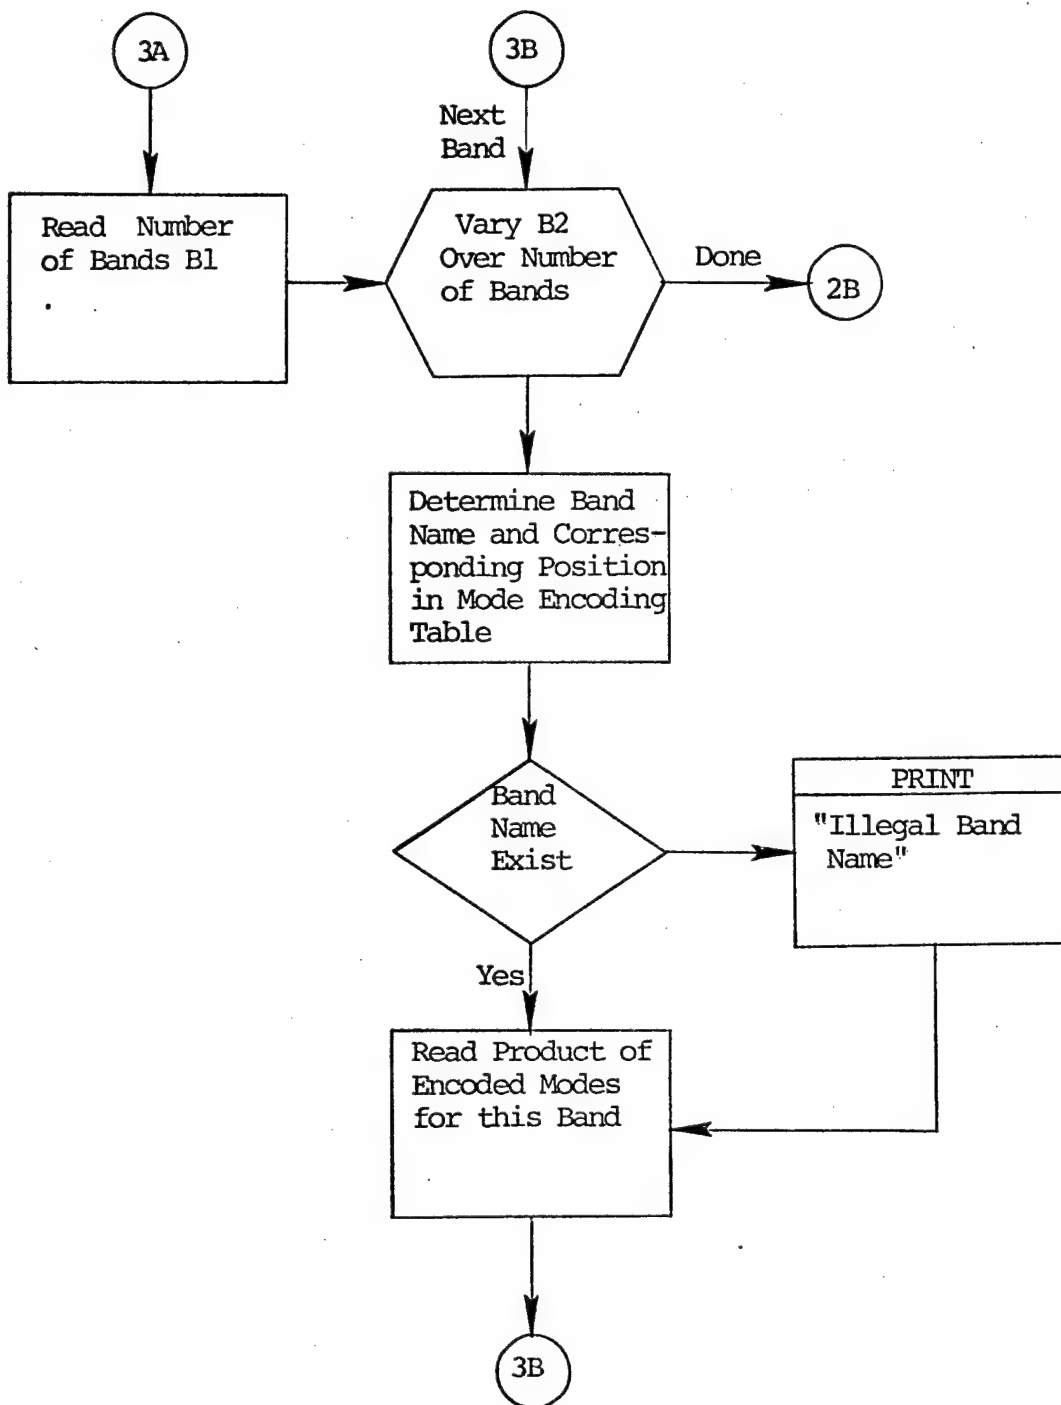 3A
3B
Next
Band
Read Number
of Bands B1
Vary B2
Over Number
of Bands
Done
2B
Determine Band
Name and Corres-
ponding Position
in Mode Encoding
Table
Band
Name
Exist
PRINT
"Illegal Band
Name"
Yes
Read Product of
Encoded Modes
for this Band
3B